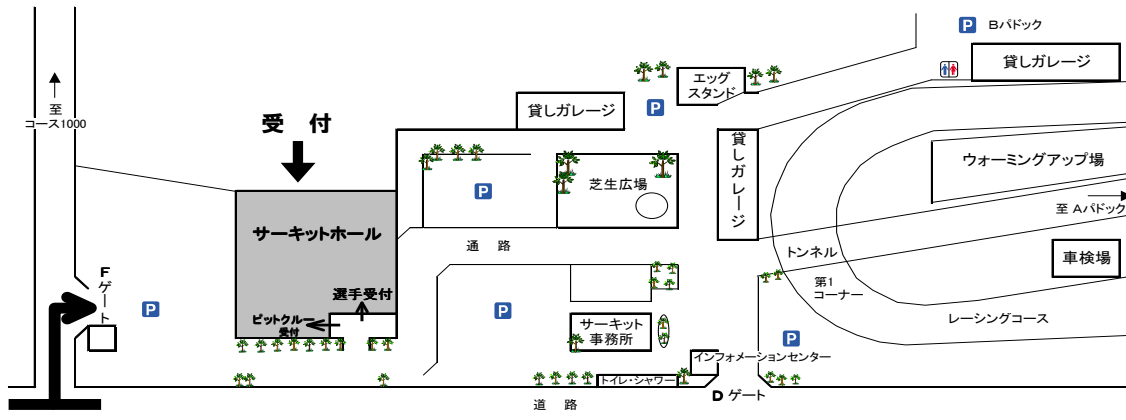 P Bパドック
貸しガレージ
エッグ
スタンド
P
貸しガレージ
至
コース1000
受 付
貸しガレージ
ウォーミングアップ場
芝生広場
P
至 Aパドック
サーキットホール
通 路
トンネル
車検場
Fゲート
選手受付
第1
コーナー
P
P
ピットクルー
受付
サーキット
事務所
レーシングコース
P
インフォメーションセンター
トイレ・シャワー
D ゲート
道 路